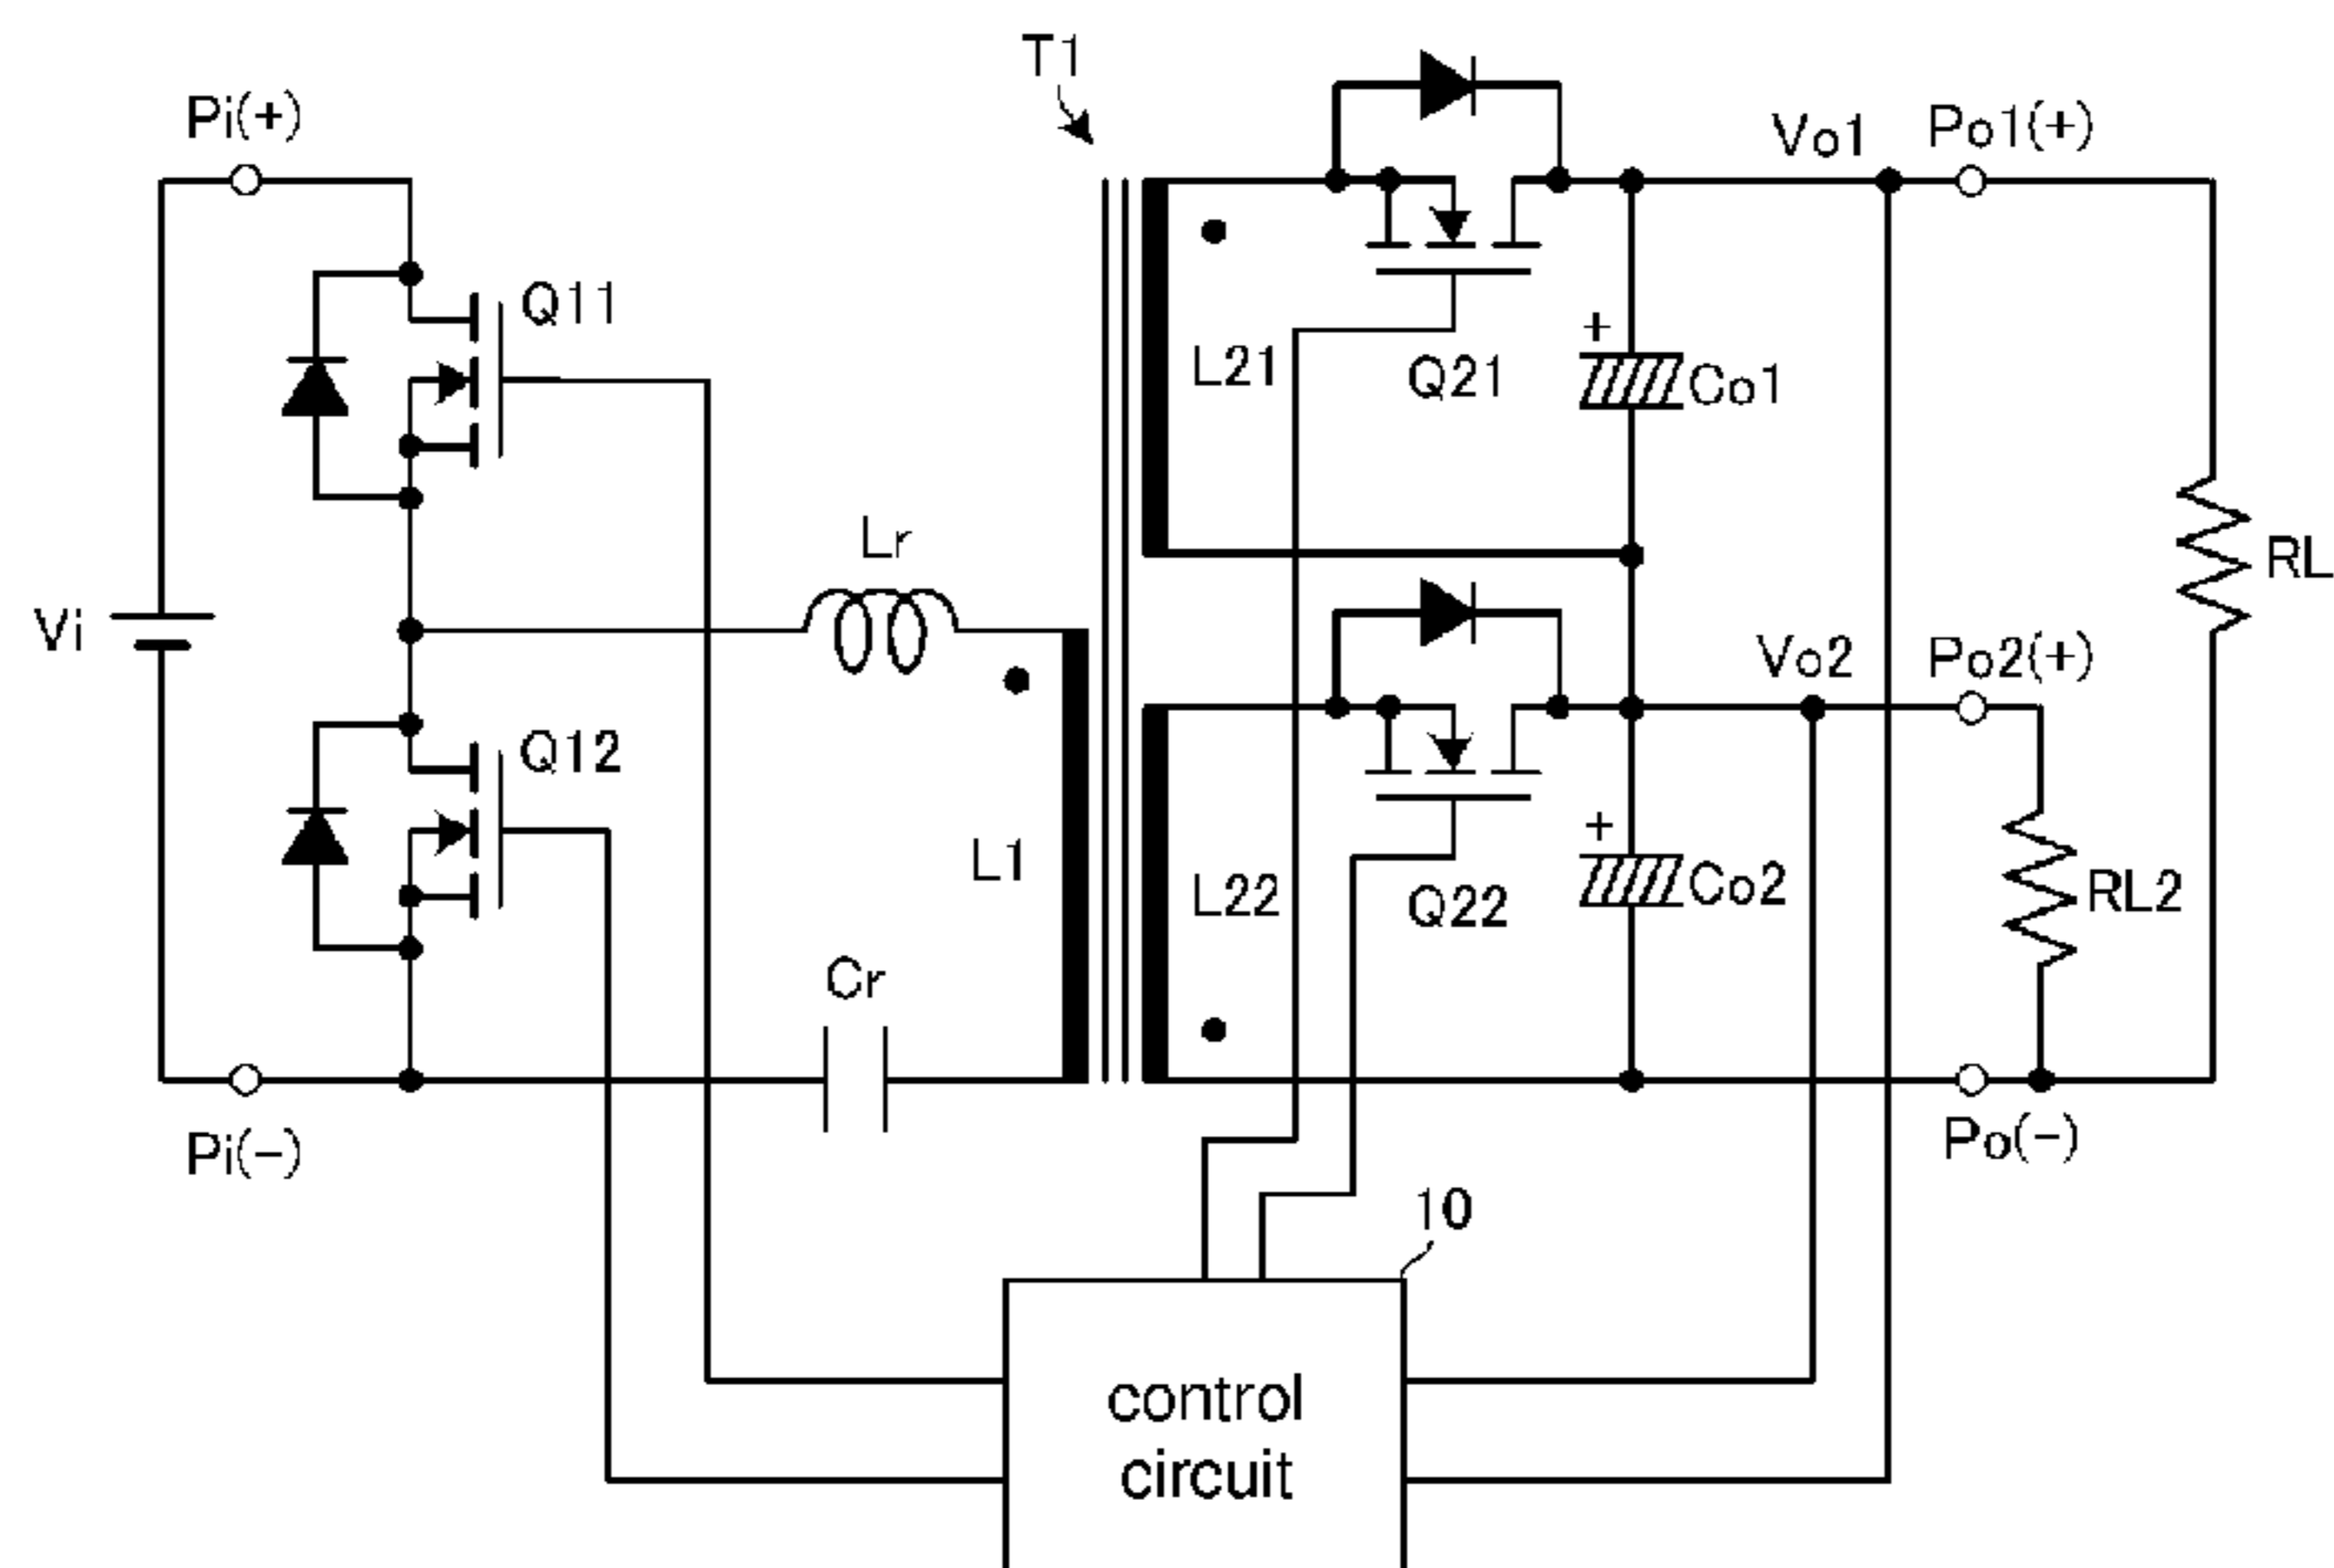 T1
Pi(+)
Vo1
Po1(+)
Q11
+
L21
Q21
Co1
Lr
RL
Vi
Vo2
Po2(+)
Q12
+
L1
L22
Q22
Co2
RL2
Cr
Pi(-)
Po(-)
10
control
circuit